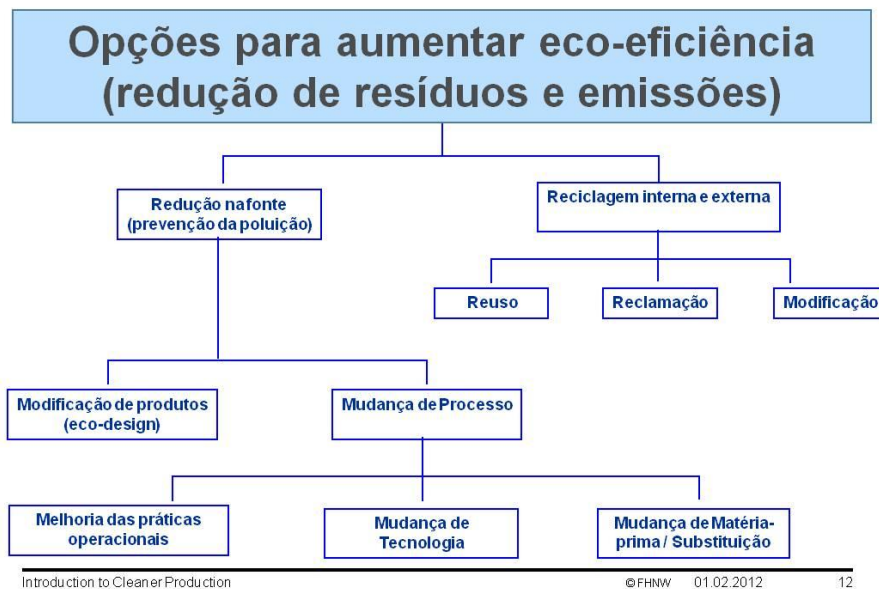 Opções para aumentar eco-eficiência
(redução de resíduos e emissões)
Redução na fonte
(prevenção da poluição)
Reciclagem interna e externa
Reuso
Reclamação
Modificação
Modificação de produtos
(eco-design)
Mudança de Processo
Melhoria das práticas
operacionais
Mudança de
Tecnologia
Mudança de Matéria-
prima / Substituição
Introduction to Cleaner Production
© FHNW 01.02.2012 12